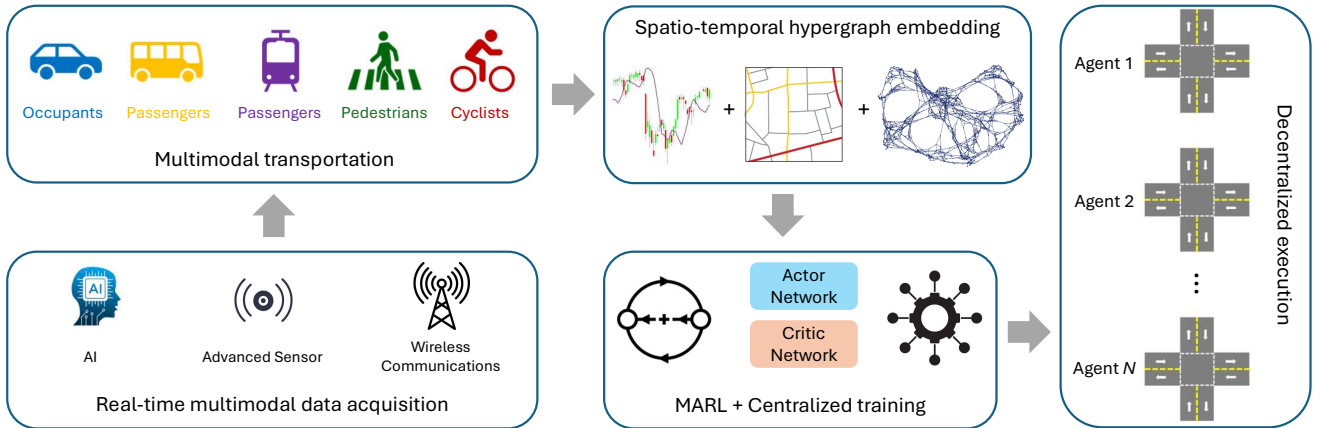 Occupants
Passengers
Passengers
Pedestrians
Cyclists
Multimodal transportation
AI
AI
Advanced Sensor
Wireless
Communications
Real-time multimodal data acquisition
Spatio-temporal hypergraph embedding
+
+
Actor
Network
Critic
Network
MARL + Centralized training
Agent 1
Agent 2
⋮
Agent N
Decentralized execution